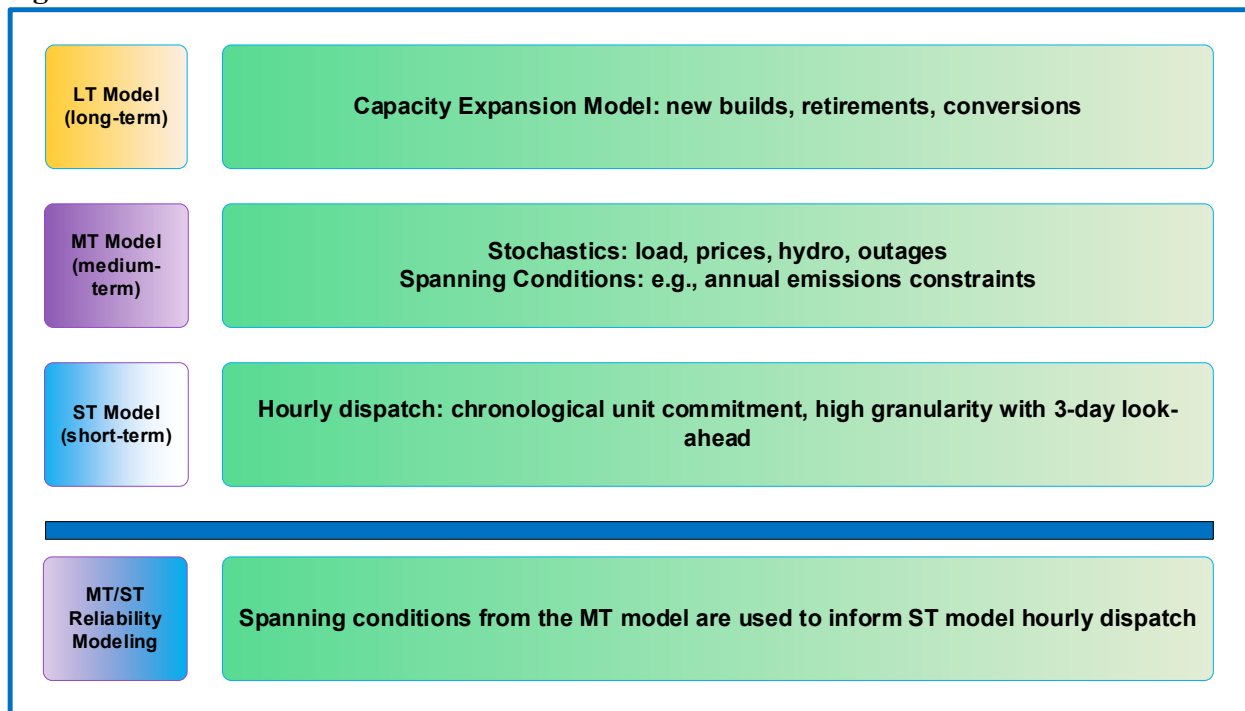 LT Model
(long-term)
Capacity Expansion Model: new builds, retirements, conversions
MT Model
(medium-
term)
Stochastics: load, prices, hydro, outages
Spanning Conditions: e.g., annual emissions constraints
ST Model
(short-term)
Hourly dispatch: chronological unit commitment, high granularity with 3-day look-
ahead
MT/ST
Reliability
Modeling
Spanning conditions from the MT model are used to inform ST model hourly dispatch